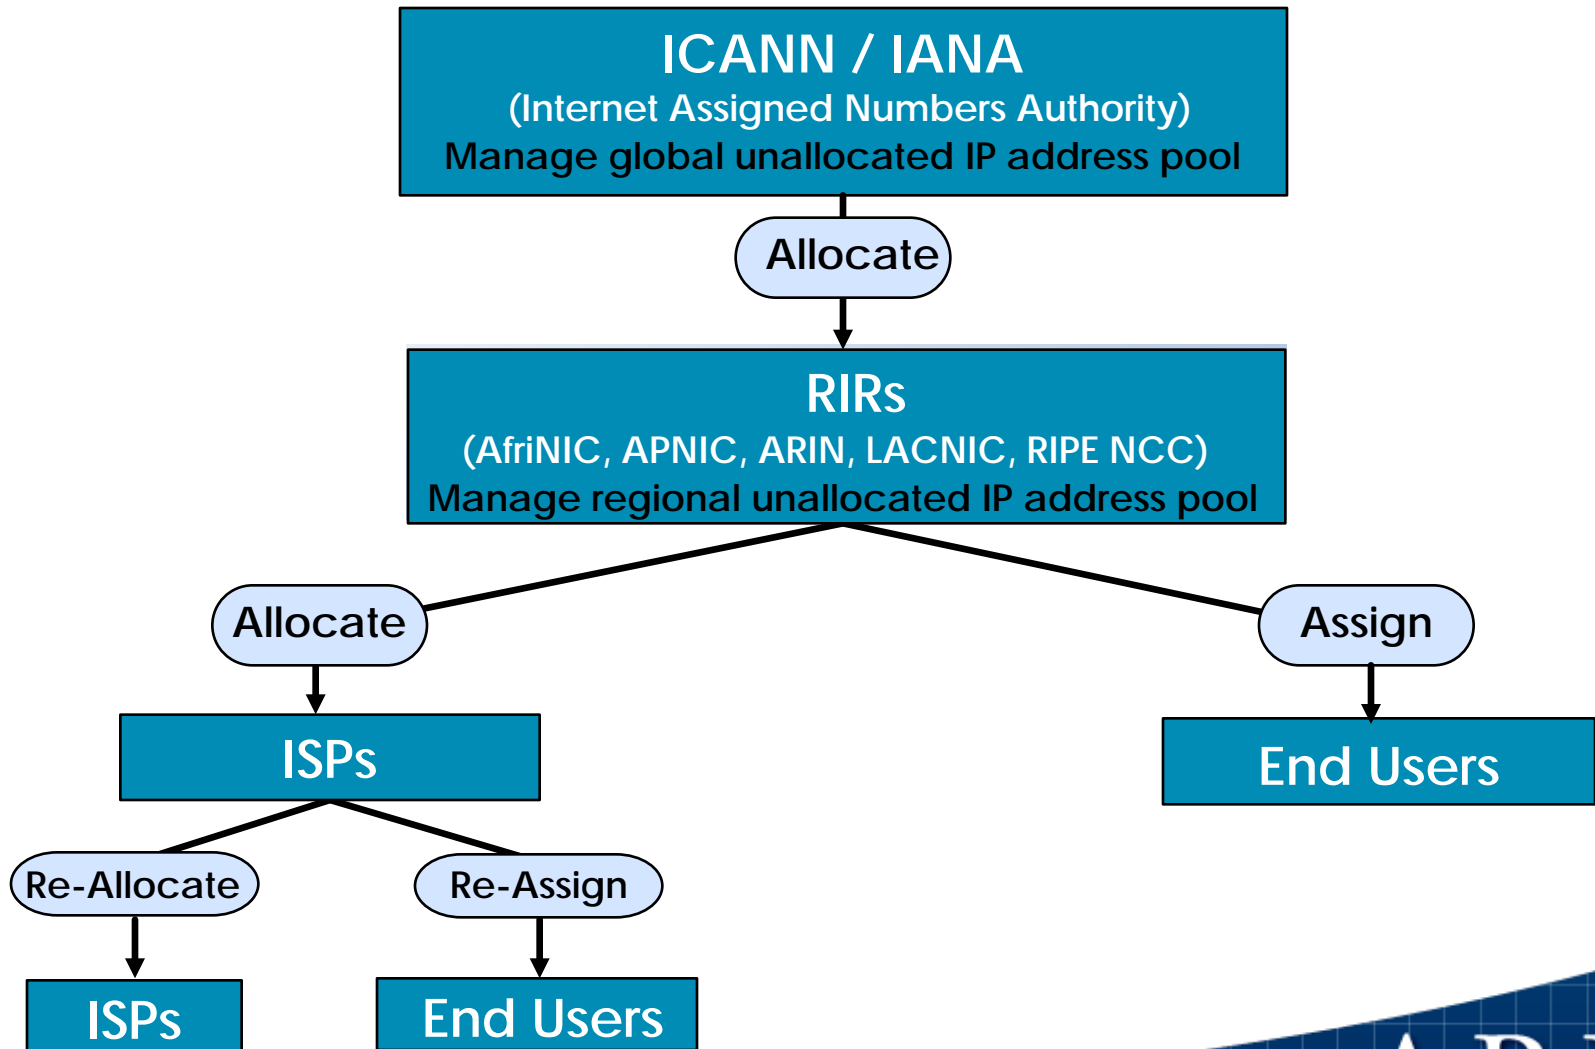 ICANN / IANA
(Internet Assigned Numbers Authority)
Manage global unallocated IP address pool
Allocate
RIRs
(AfriNIC, APNIC, ARIN, LACNIC, RIPE NCC)
Manage regional unallocated IP address pool
Allocate
Assign
ISPs
End Users
Re-Allocate
Re-Assign
ISPs
End Users